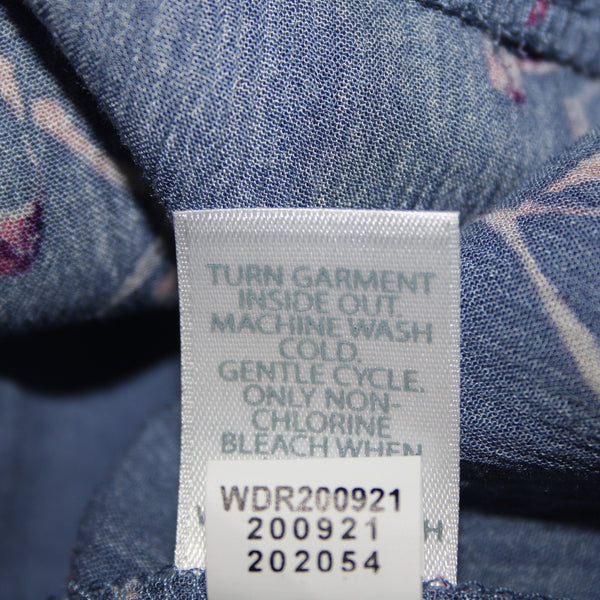 TURN GARMENT
INSIDE OUT.
MACHINE WASH
COLD.
GENTLE CYCLE.
ONLY NON-
CHLORINE
BLEACH WHEN
WDR200921
200921
202054